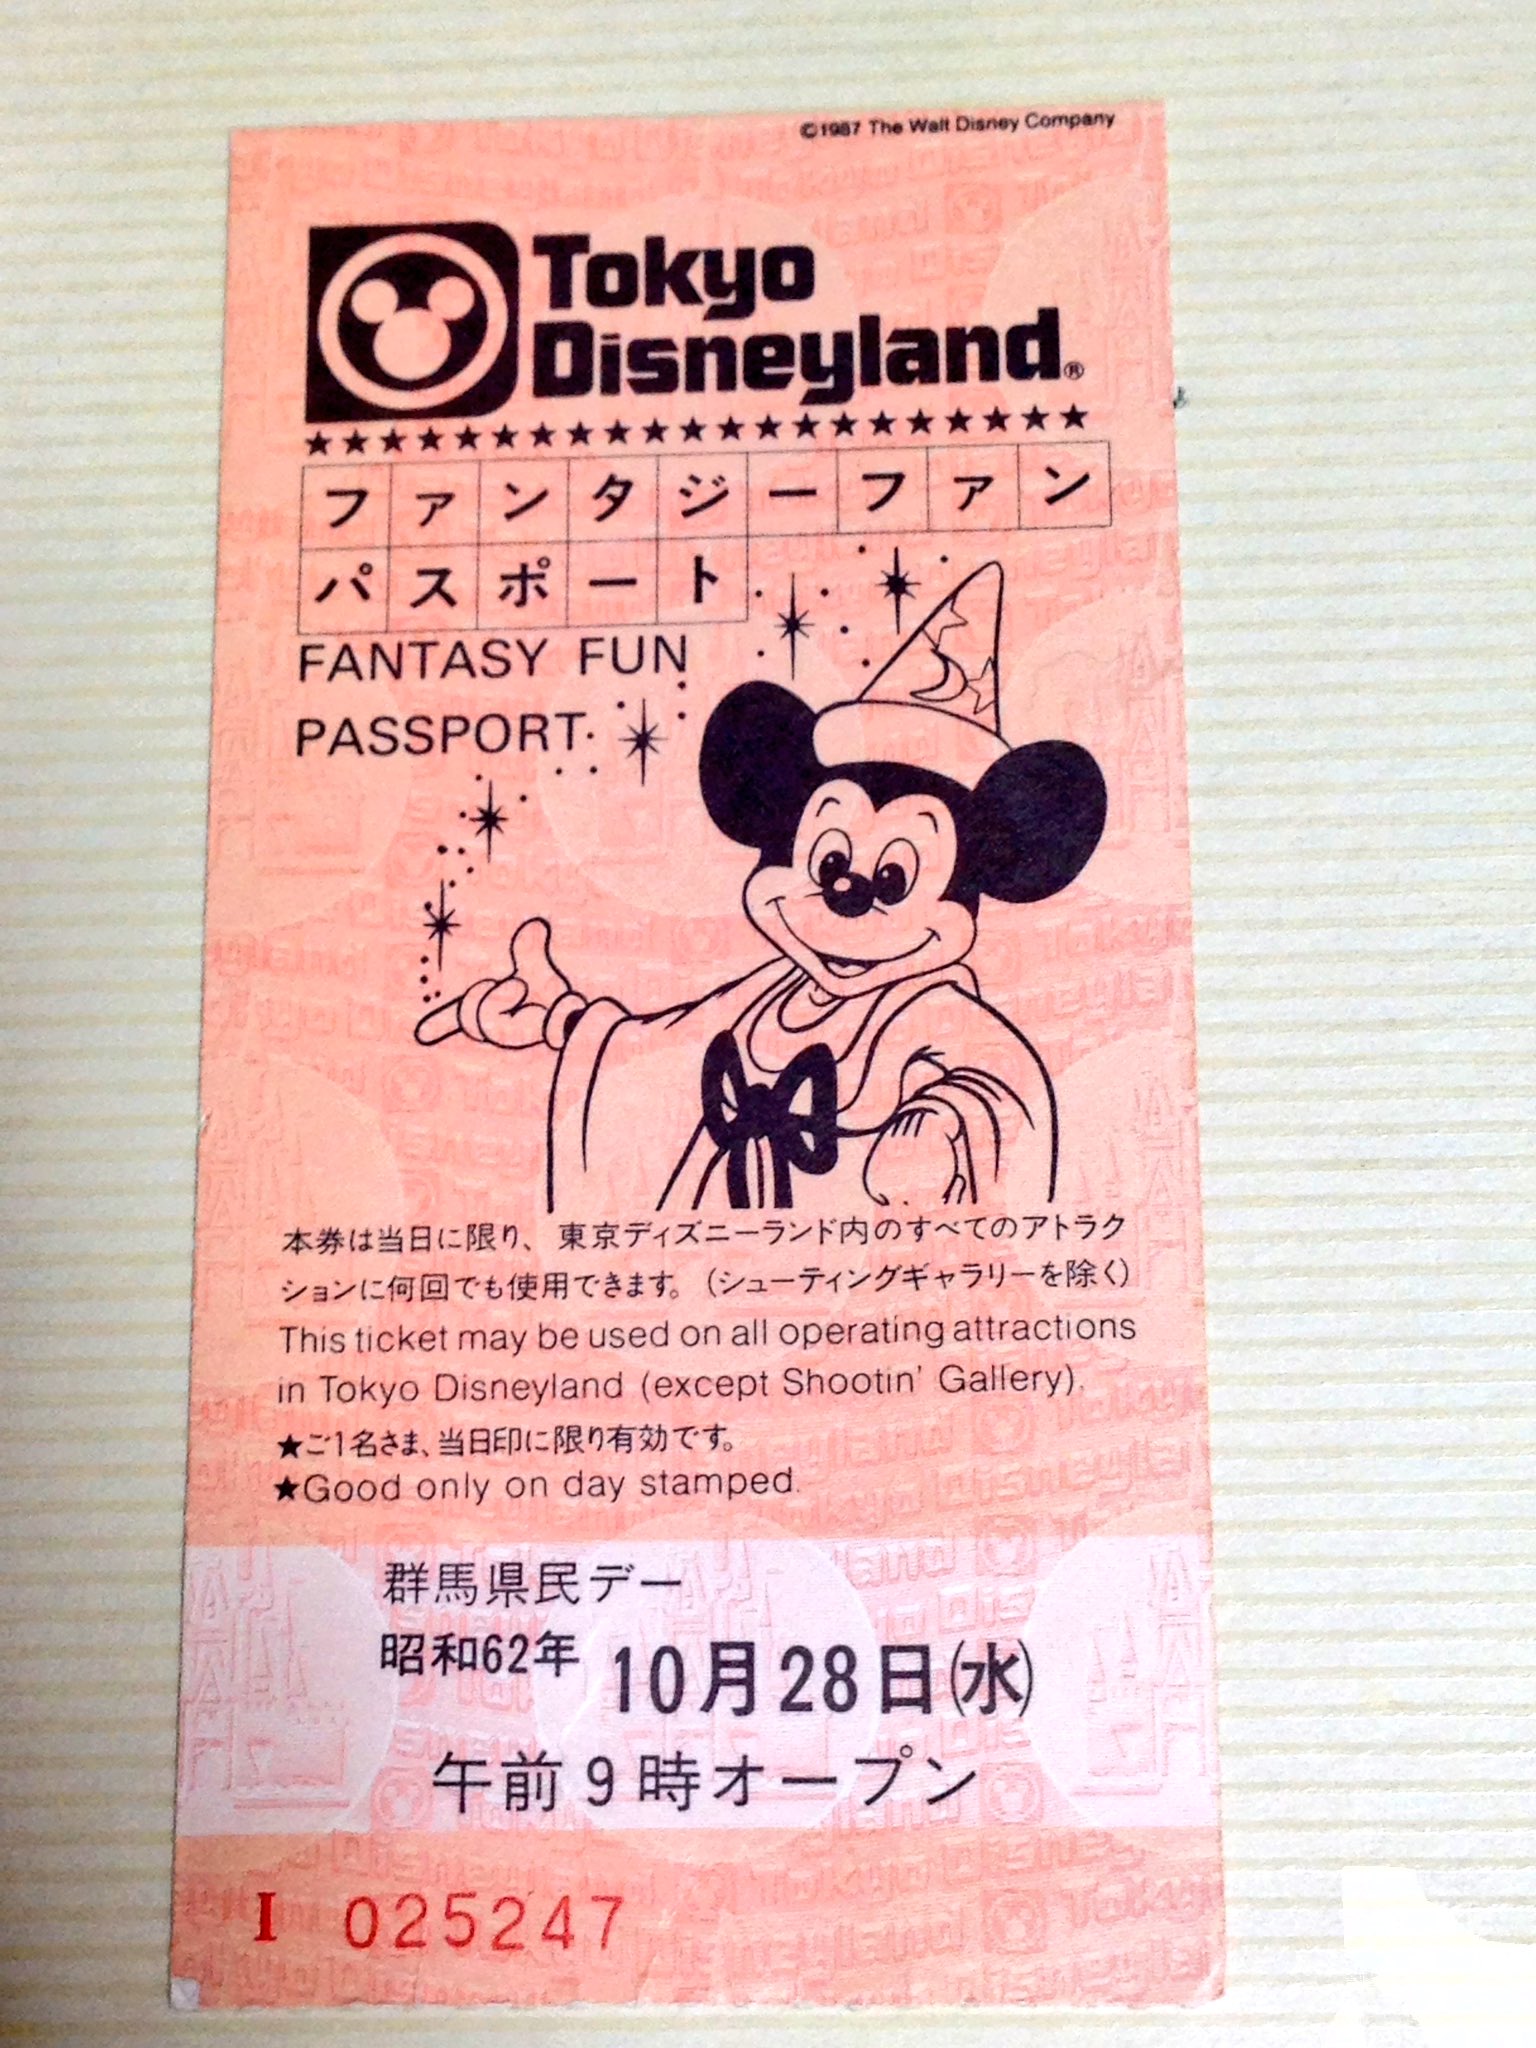 ©1987 The Walt Disney Company
Tokyo
Disneyland®
★★★★★★★★★★★★★★★★★★★★★
ファンタジーファン
パスポート
FANTASY FUN
PASSPORT
本券は当日に限り、東京ディズニーランド内のすべてのアトラク
ションに何回でも使用できます。(シューティングギャラリーを除く)
This ticket may be used on all operating attractions
in Tokyo Disneyland (except Shootin' Gallery).
★ご1名さま、当日印に限り有効です。
★Good only on day stamped.
群馬県民デー
昭和62年 10月28日(水)
午前9時オープン
I 025247